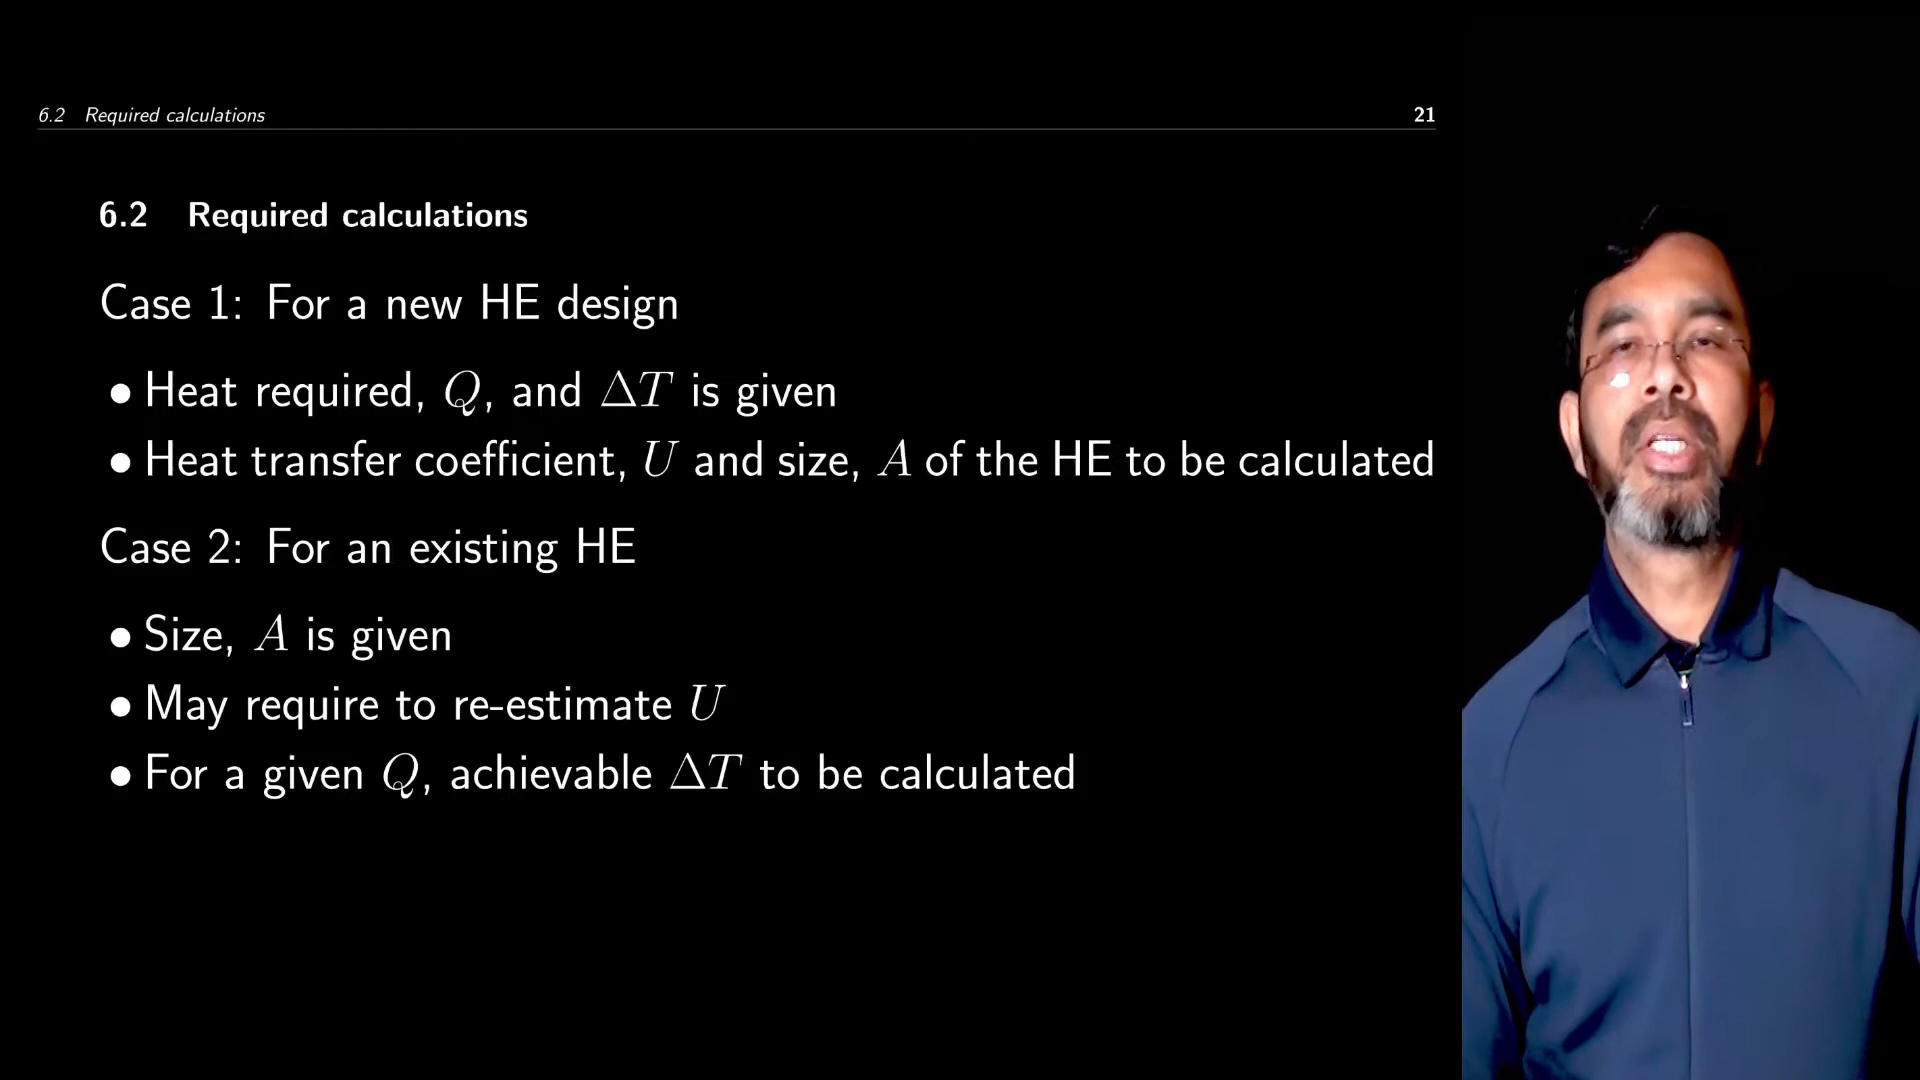 6.2 Required calculations 21
6.2 Required calculations
Case 1: For a new HE design
• Heat required, Q, and ΔT is given
• Heat transfer coefficient, U and size, A of the HE to be calculated
Case 2: For an existing HE
• Size, A is given
• May require to re-estimate U
• For a given Q, achievable ΔT to be calculated